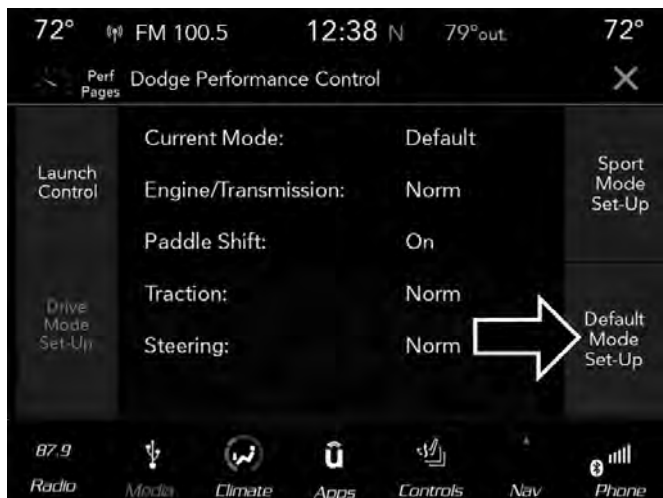 72° FM 100.5 12:38 N 79°out 72°
Perf
Pages
Dodge Performance Control
Launch
Control
Drive
Mode
Set-Up
Current Mode: Default
Engine/Transmission: Norm
Paddle Shift: On
Traction: Norm
Steering: Norm
Sport
Mode
Set-Up
Default
Mode
Set-Up
87.9
Radio Media Climate Apps Controls Nav Phone